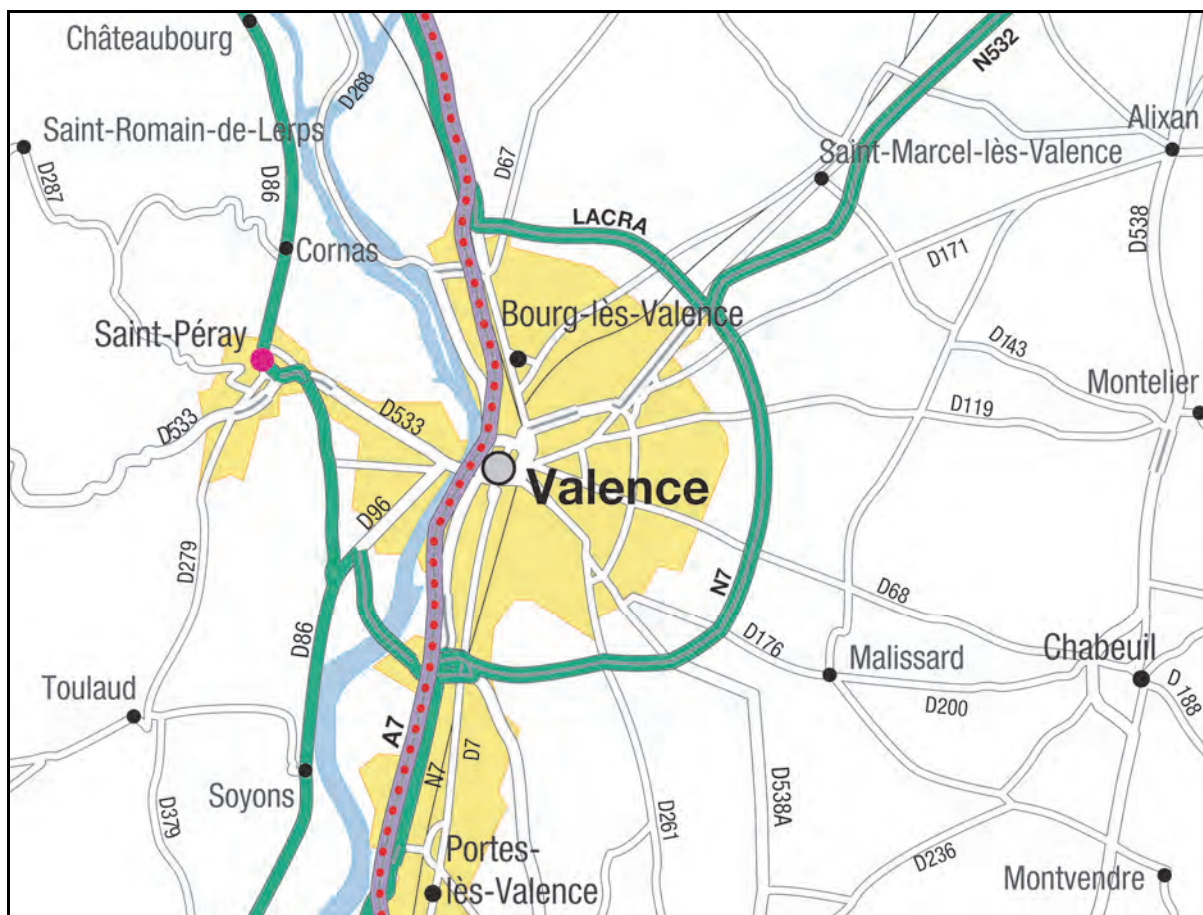 Châteaubourg
N532
D268
Alixan
Saint-Romain-de-Lerps
D67
Saint-Marcel-lès-Valence
D287
D86
LACRA
D538
Cornas
D171
Bourg-lès-Valence
Saint-Péray
D143
Montelier
D533
D119
D533
Valence
D96
D279
N7
D68
D86
D176
Malissard
Chabeuil
D 188
Toulaud
D200
A7
D7
N7
Soyons
D538A
D379
D261
D236
Portes-
lès-Valence
Montvendre